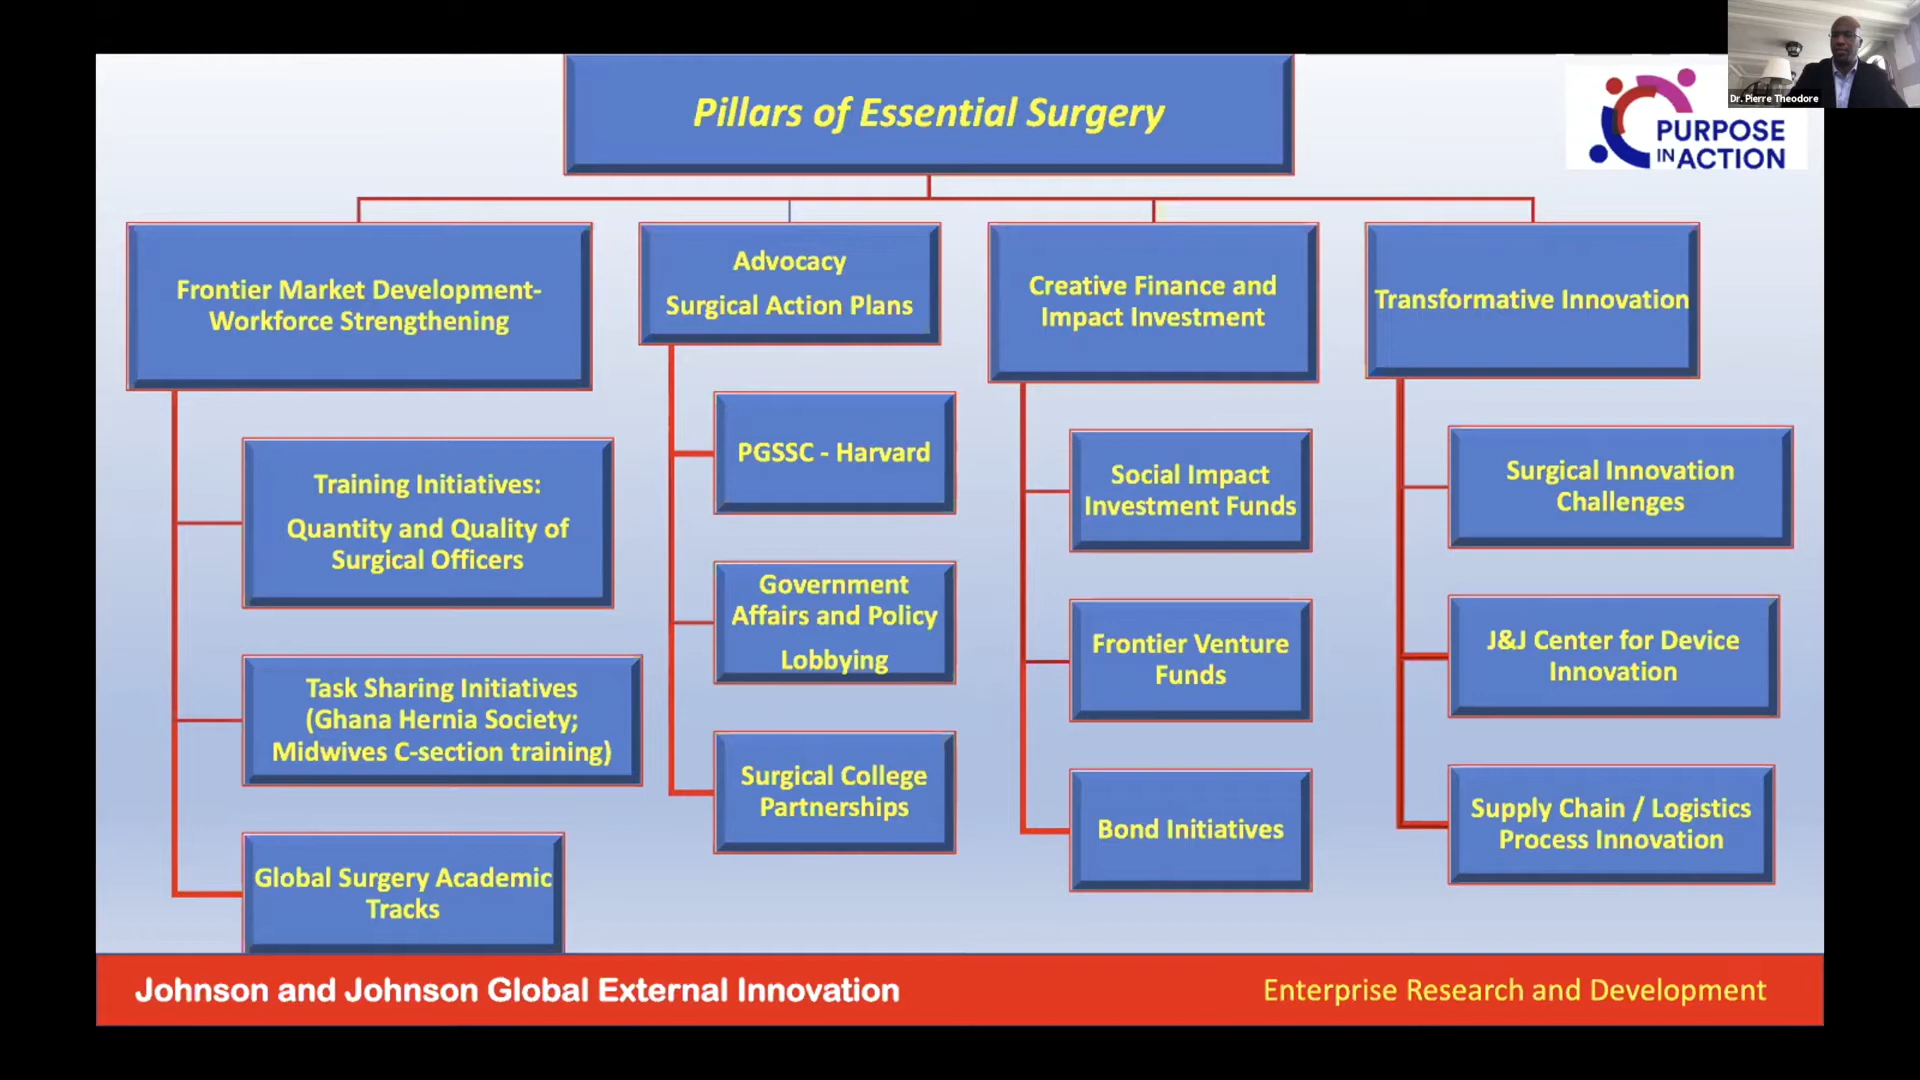 Pillars of Essential Surgery
PURPOSE
IN ACTION
Dr. Pierre Theodore
Frontier Market Development-
Workforce Strengthening
Training Initiatives:
Quantity and Quality of
Surgical Officers
Task Sharing Initiatives
(Ghana Hernia Society;
Midwives C-section training)
Global Surgery Academic
Tracks
Advocacy
Surgical Action Plans
PGSSC - Harvard
Government
Affairs and Policy
Lobbying
Surgical College
Partnerships
Creative Finance and
Impact Investment
Social Impact
Investment Funds
Frontier Venture
Funds
Bond Initiatives
Transformative Innovation
Surgical Innovation
Challenges
J&J Center for Device
Innovation
Supply Chain / Logistics
Process Innovation
Johnson and Johnson Global External Innovation
Enterprise Research and Development